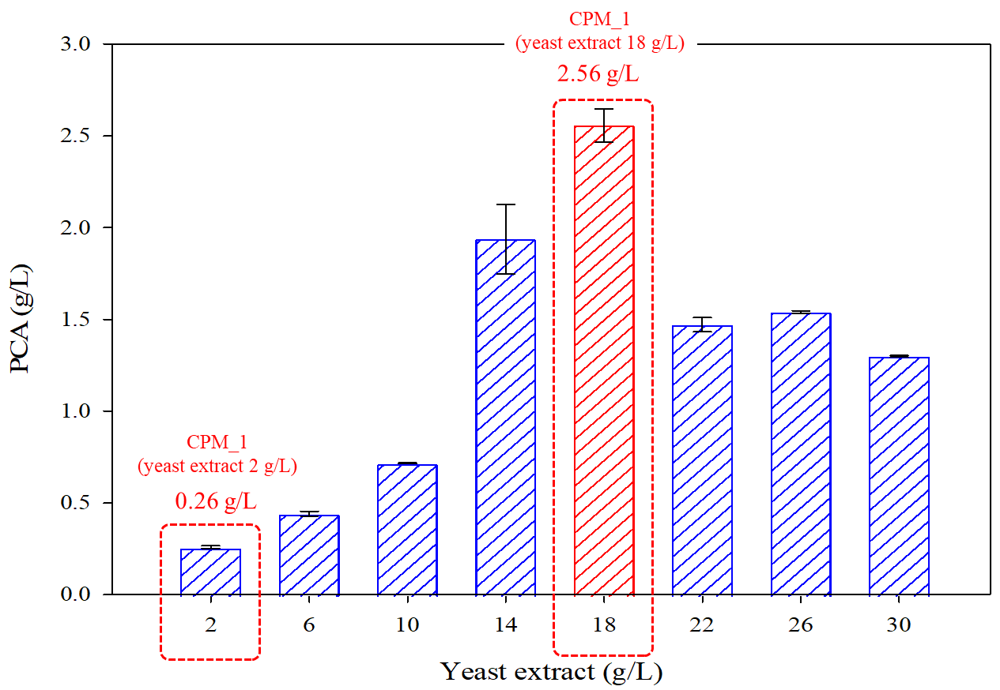 CPM_1
(yeast extract 18 g/L)
2.56 g/L
3.0
2.5
2.0
1.5
1.0
0.5
0.0
PCA (g/L)
CPM_1
(yeast extract 2 g/L)
0.26 g/L
2 6 10 14 18 22 26 30
Yeast extract (g/L)